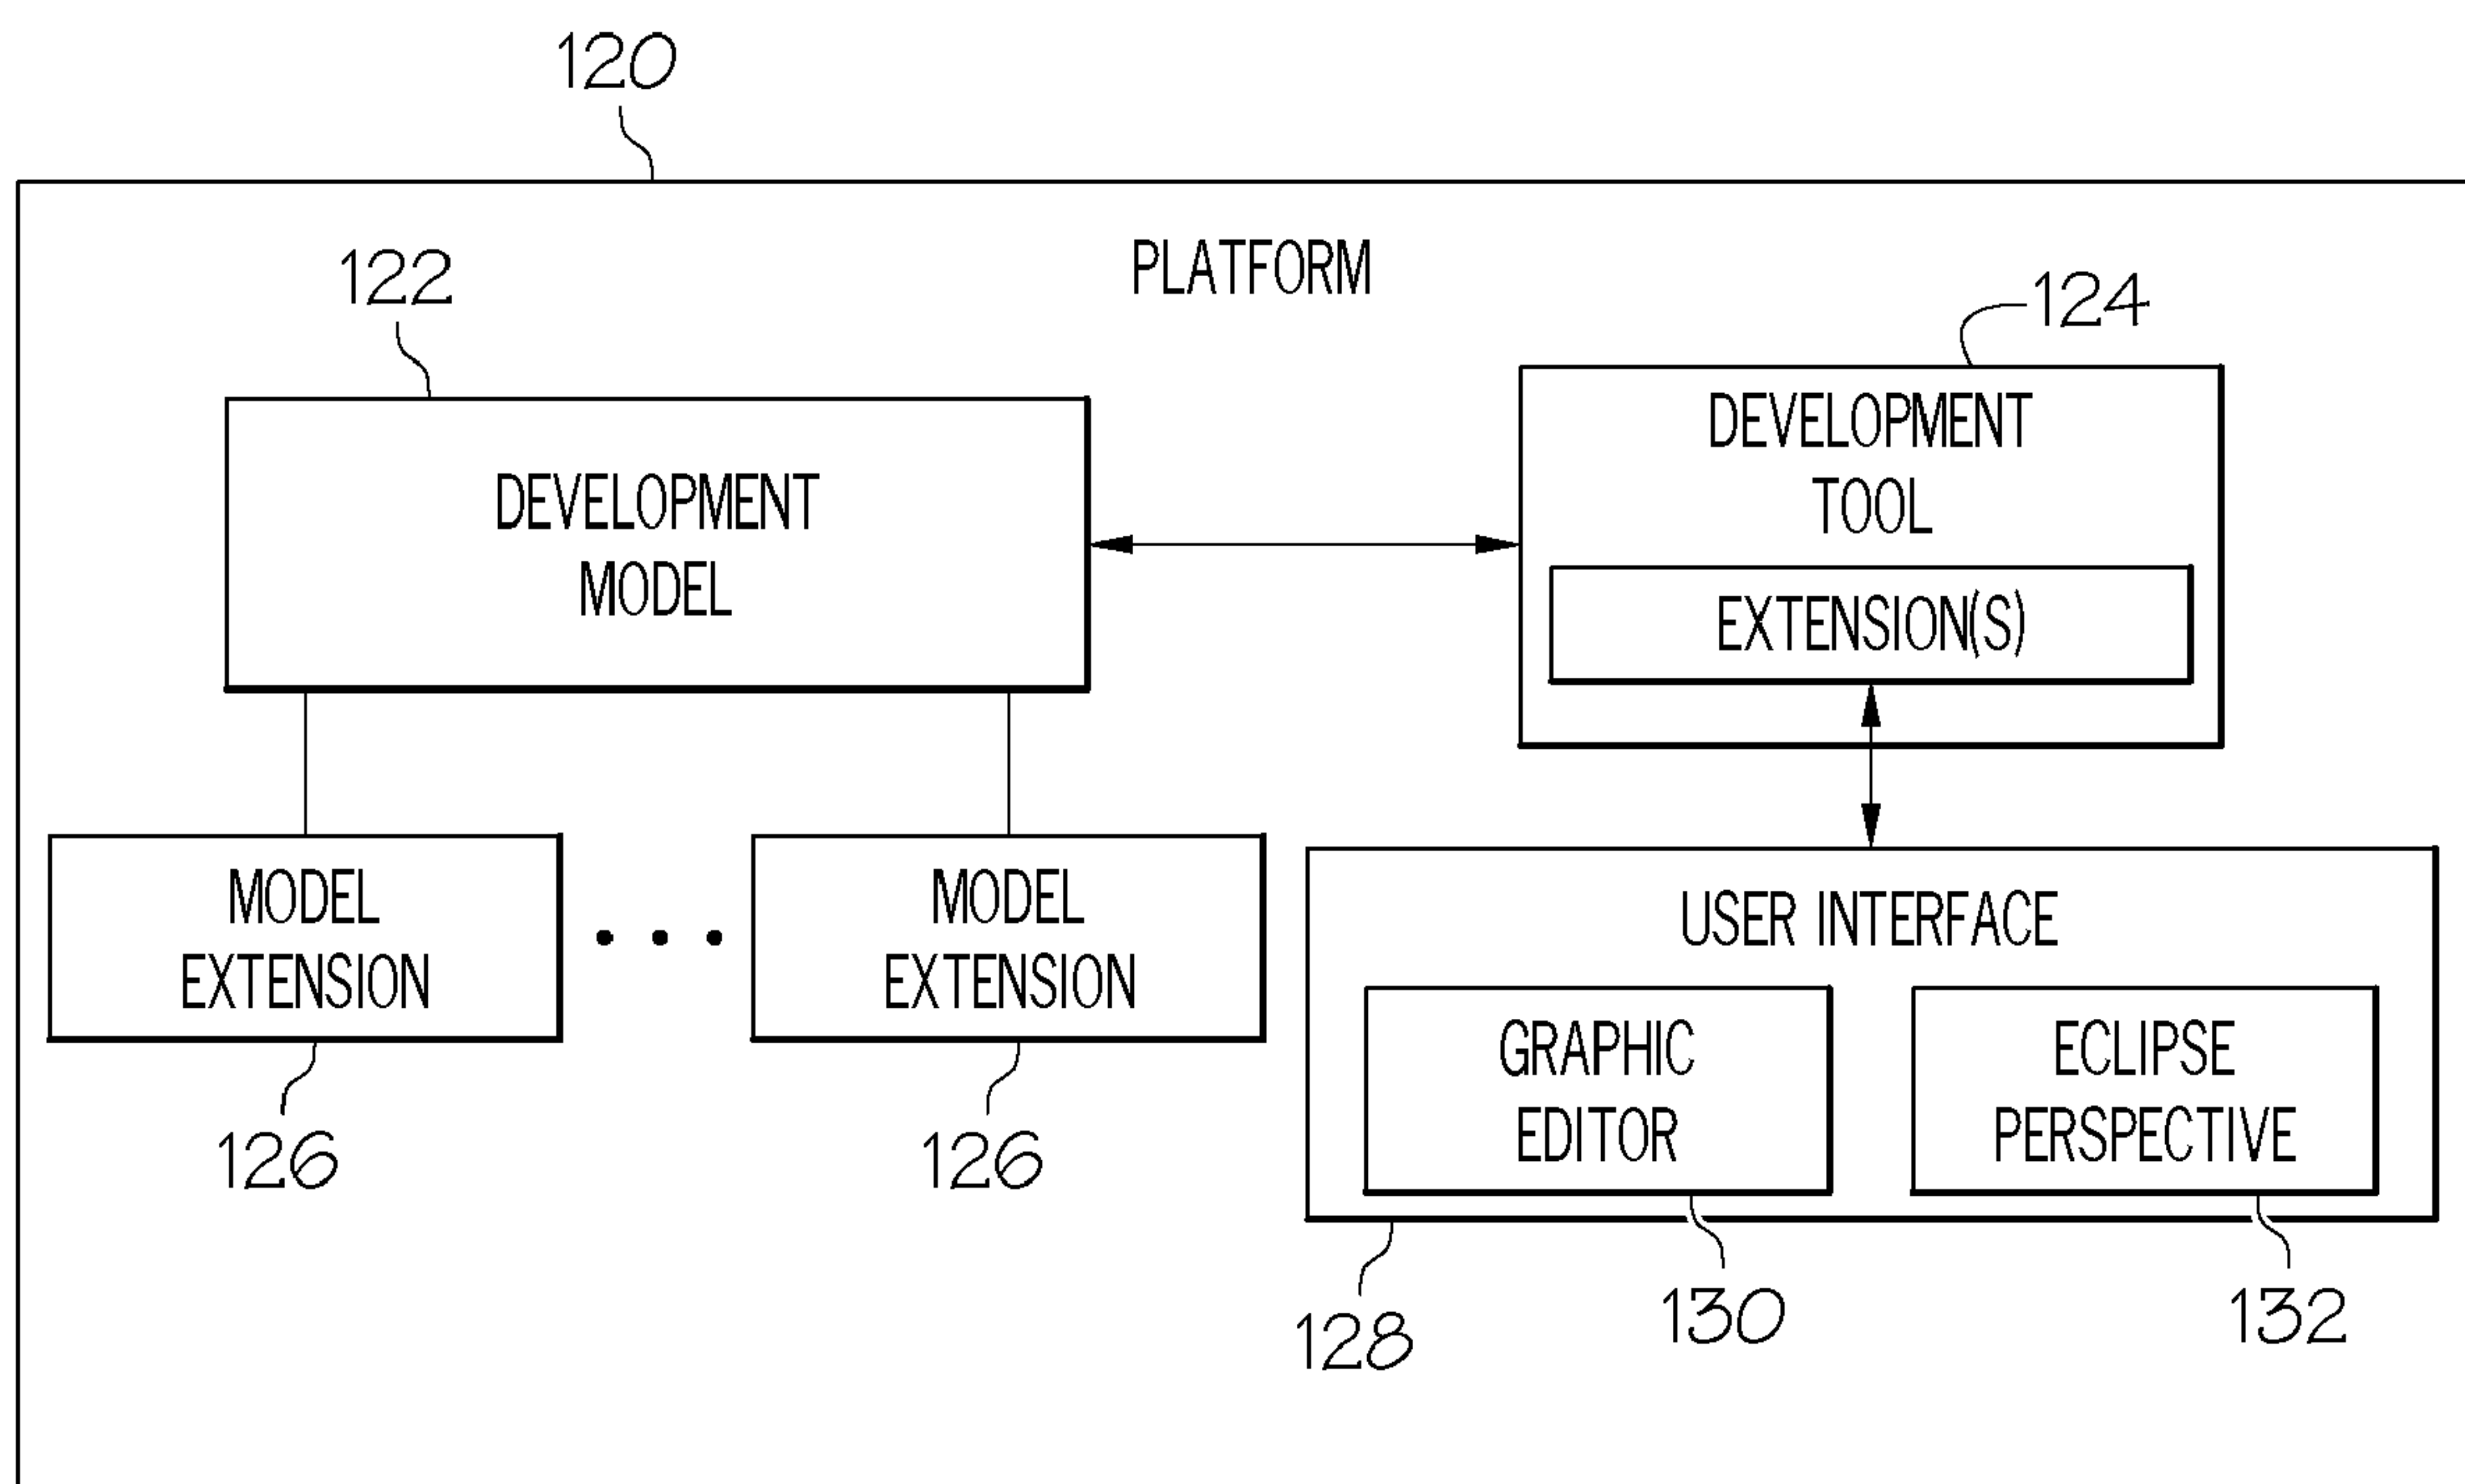 120
PLATFORM
122
124
DEVELOPMENT
MODEL
DEVELOPMENT
TOOL
EXTENSION(S)
MODEL
EXTENSION
126
MODEL
EXTENSION
126
USER INTERFACE
GRAPHIC
EDITOR
ECLIPSE
PERSPECTIVE
128
130
132